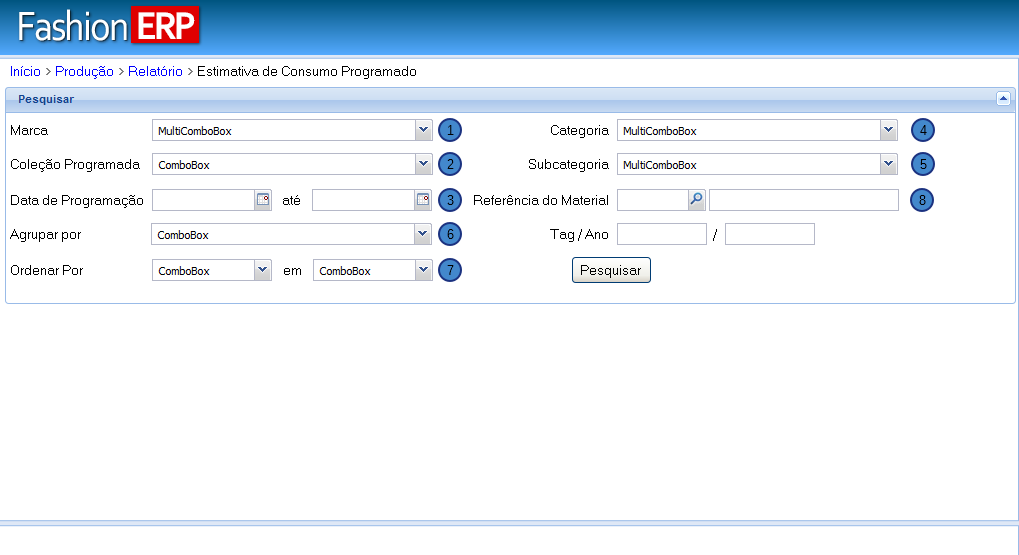 Fashion ERP
Início > Produção > Relatório > Estimativa de Consumo Programado
Pesquisar
Marca MultiComboBox 1 Categoria MultiComboBox 4
Coleção Programada ComboBox 2 Subcategoria MultiComboBox 5
Data de Programação até 3 Referência do Material 8
Agrupar por ComboBox 6 Tag / Ano /
Ordenar Por ComboBox em ComboBox 7 Pesquisar